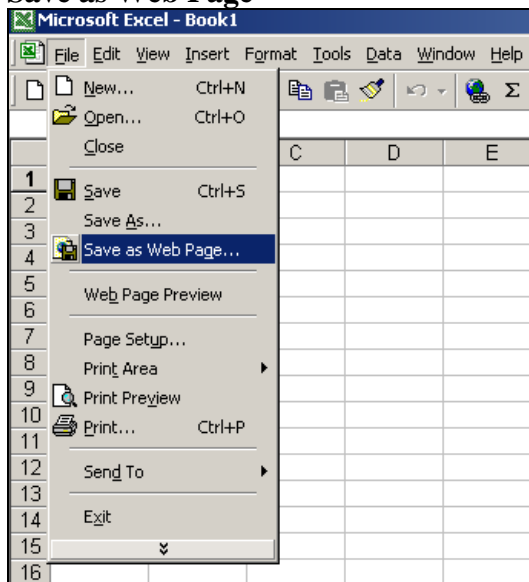 Save as Web Page
Microsoft Excel - Book1
File Edit View Insert Format Tools Data Window Help
New... Ctrl+N
Open... Ctrl+O
Close
C D E
Save Ctrl+S
Save As...
Save as Web Page...
Web Page Preview
Page Setup...
Print Area
Print Preview
Print... Ctrl+P
Send To
Exit
1
2
3
4
5
6
7
8
9
10
11
12
13
14
15
16